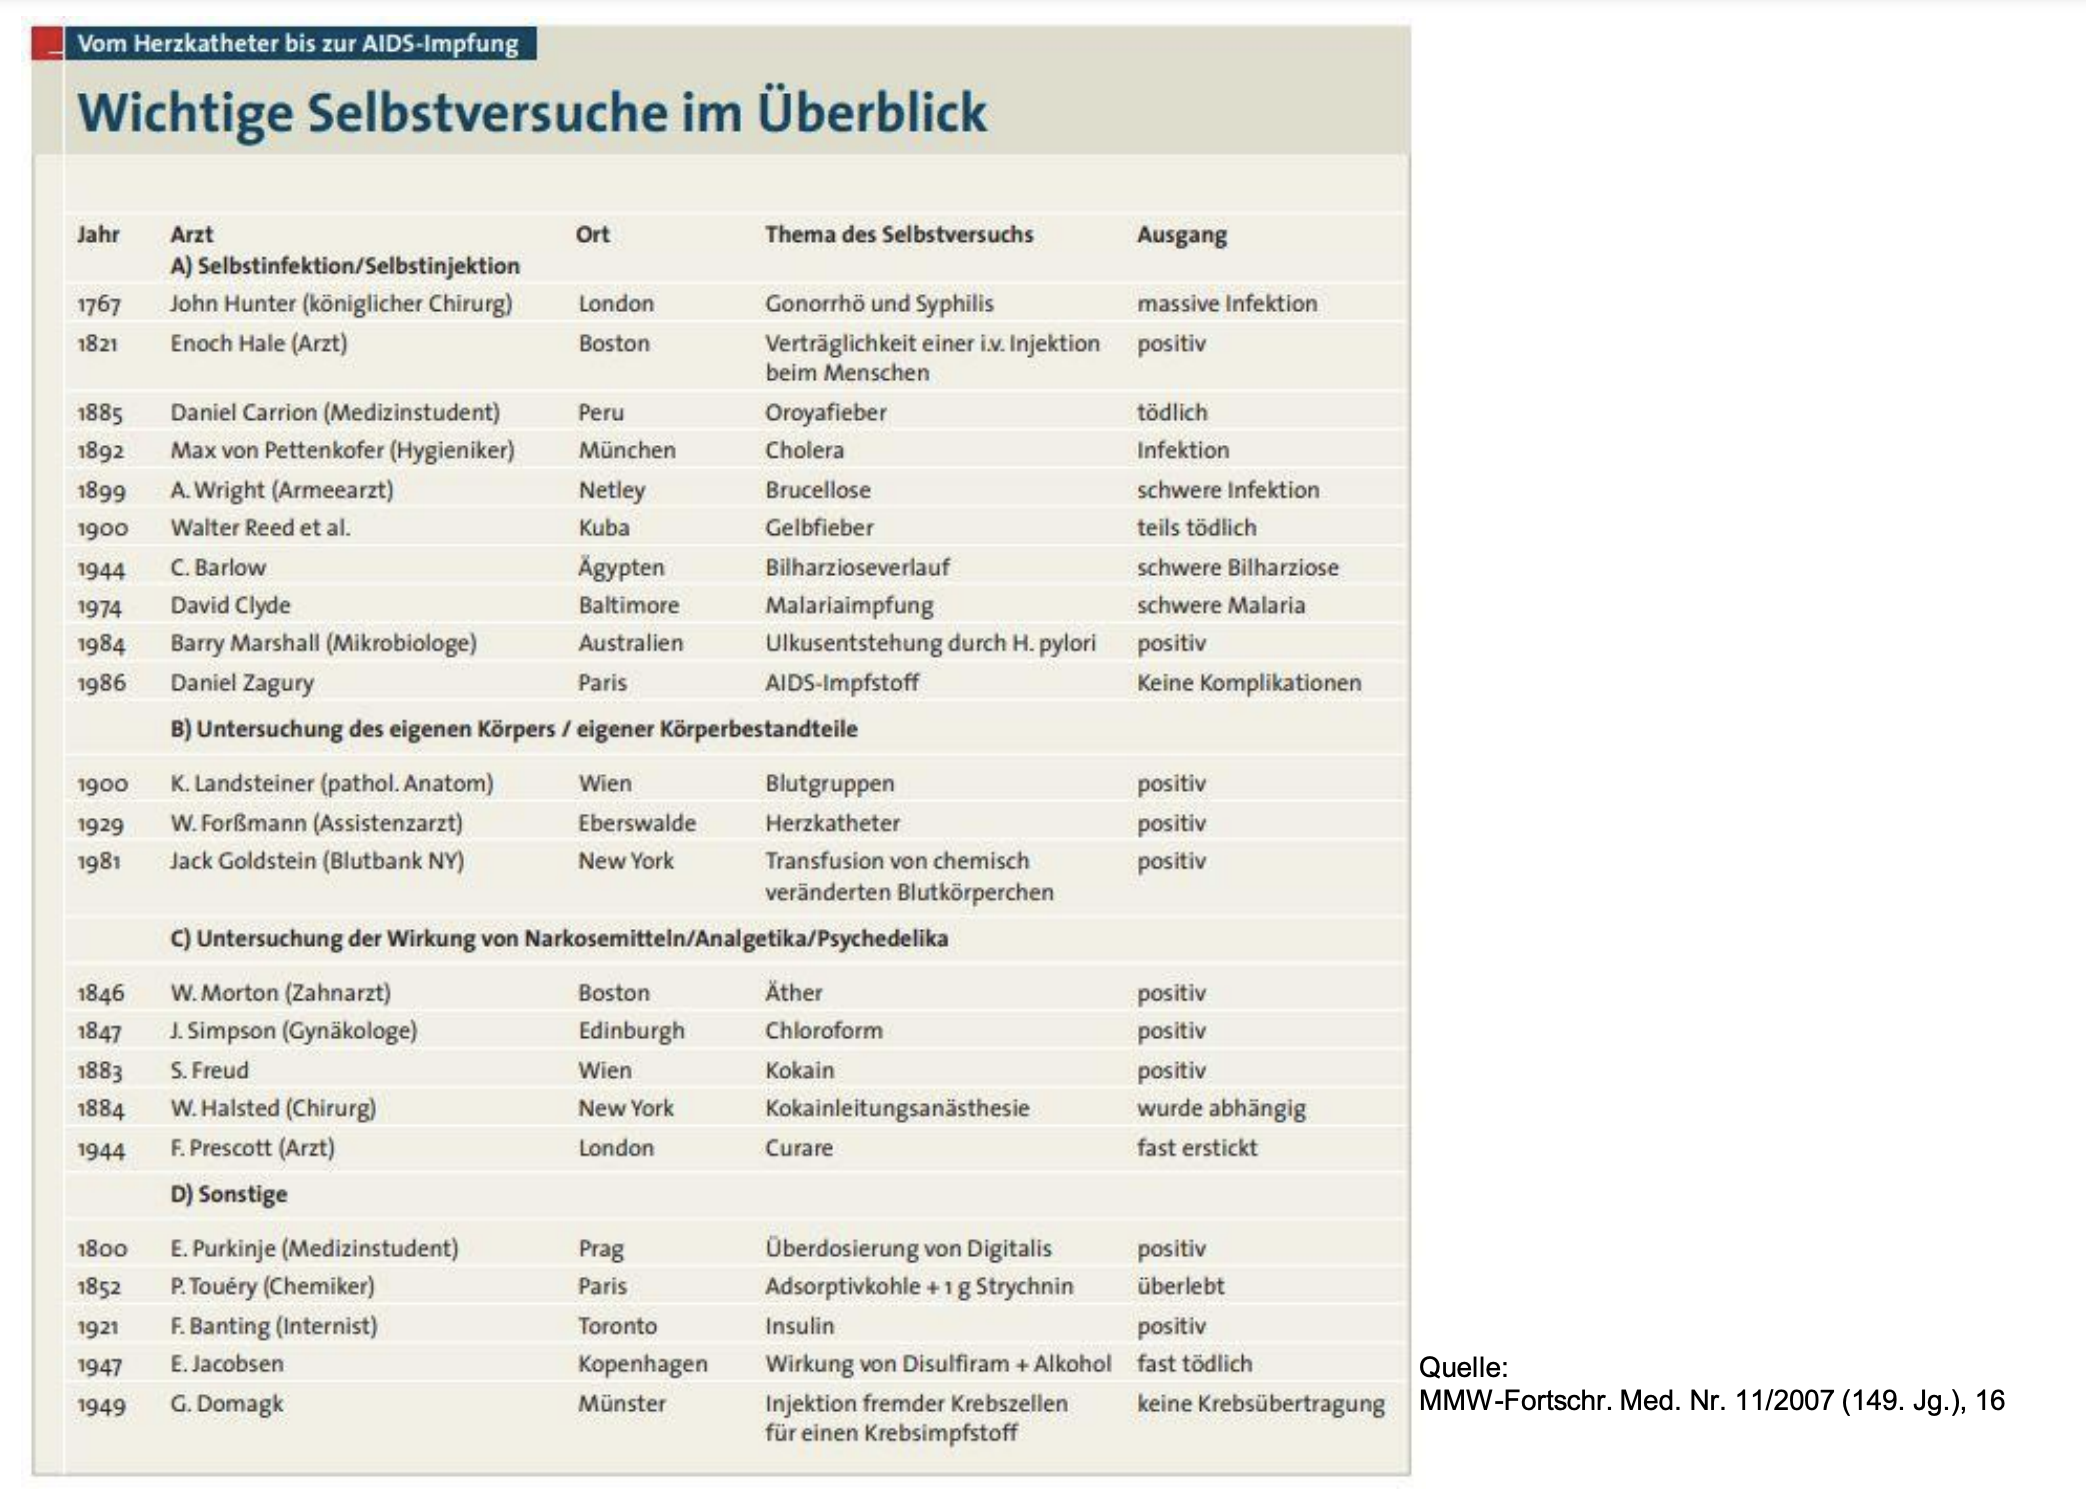 Vom Herzkatheter bis zur AIDS-Impfung
Wichtige Selbstversuche im Überblick
Jahr Arzt Ort Thema des Selbstversuchs Ausgang
A) Selbstinfektion/Selbstinjektion
1767 John Hunter (königlicher Chirurg) London Gonorrhö und Syphilis massive Infektion
1821 Enoch Hale (Arzt) Boston Verträglichkeit einer i.v. Injektion positiv
beim Menschen
1885 Daniel Carrion (Medizinstudent) Peru Oroyafieber tödlich
1892 Max von Pettenkofer (Hygieniker) München Cholera Infektion
1899 A. Wright (Armeearzt) Netley Brucellose schwere Infektion
1900 Walter Reed et al. Kuba Gelbfieber teils tödlich
1944 C. Barlow Ägypten Bilharzioseverlauf schwere Bilharziose
1974 David Clyde Baltimore Malariaimpfung schwere Malaria
1984 Barry Marshall (Mikrobiologe) Australien Ulkusentstehung durch H. pylori positiv
1986 Daniel Zagury Paris AIDS-Impfstoff Keine Komplikationen
B) Untersuchung des eigenen Körpers / eigener Körperbestandteile
1900 K. Landsteiner (pathol. Anatom) Wien Blutgruppen positiv
1929 W. Forßmann (Assistenzarzt) Eberswalde Herzkatheter positiv
1981 Jack Goldstein (Blutbank NY) New York Transfusion von chemisch positiv
veränderten Blutkörperchen
C) Untersuchung der Wirkung von Narkosemitteln/Analgetika/Psychedelika
1846 W. Morton (Zahnarzt) Boston Äther positiv
1847 J. Simpson (Gynäkologe) Edinburgh Chloroform positiv
1883 S. Freud Wien Kokain positiv
1884 W. Halsted (Chirurg) New York Kokainleitungsanästhesie wurde abhängig
1944 F. Prescott (Arzt) London Curare fast erstickt
D) Sonstige
1800 E. Purkinje (Medizinstudent) Prag Überdosierung von Digitalis positiv
1852 P. Touéry (Chemiker) Paris Adsorptivkohle + 1 g Strychnin überlebt
1921 F. Banting (Internist) Toronto Insulin positiv
1947 E. Jacobsen Kopenhagen Wirkung von Disulfiram + Alkohol fast tödlich
1949 G. Domagk Münster Injektion fremder Krebszellen keine Krebsübertragung
für einen Krebsimpfstoff
Quelle:
MMW-Fortschr. Med. Nr. 11/2007 (149. Jg.), 16